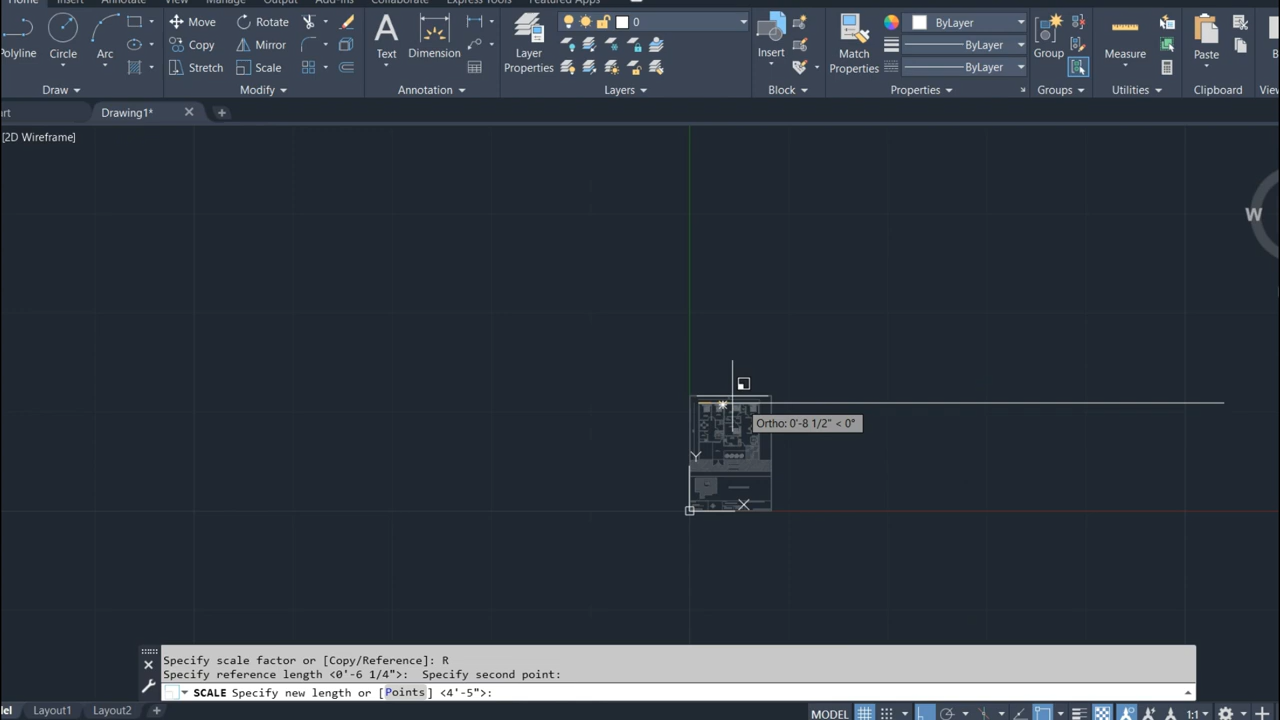 Home Insert Annotate View Manage Output Add-ins Collaborate Express Tools Featured Apps
Polyline Circle Arc Move Rotate Copy Mirror Stretch Scale Text Dimension Layer Properties 0 Insert Match Properties ByLayer ByLayer ByLayer Group Measure Paste
Draw Modify Annotation Layers Block Properties Groups Utilities Clipboard
Drawing1*
[2D Wireframe]
W
Ortho: 0'-8 1/2" < 0°
Y
X
Specify scale factor or [Copy/Reference]: R
Specify reference length <0'-6 1/4">: Specify second point:
SCALE Specify new length or [Points] <4'-5">:
Layout1 Layout2 MODEL 1:1